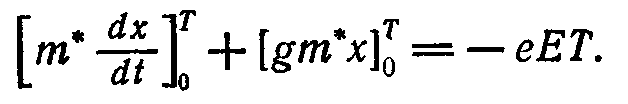 [m* dx/dt]₀ᵀ + [gm*x]₀ᵀ = − eET.